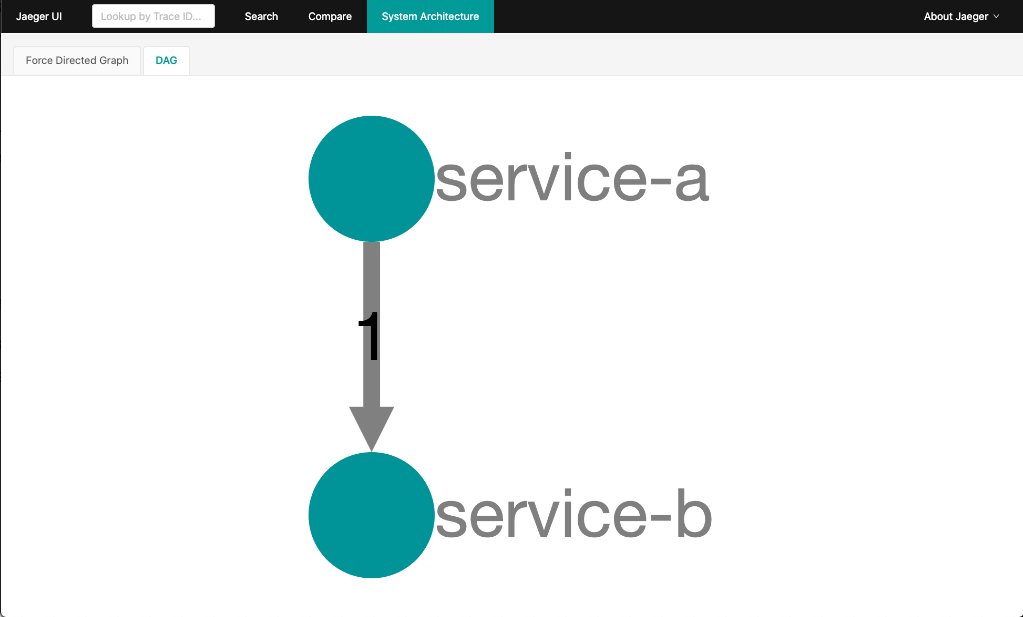 Jaeger UI Lookup by Trace ID... Search Compare System Architecture About Jaeger
Force Directed Graph DAG
service-a
1
service-b